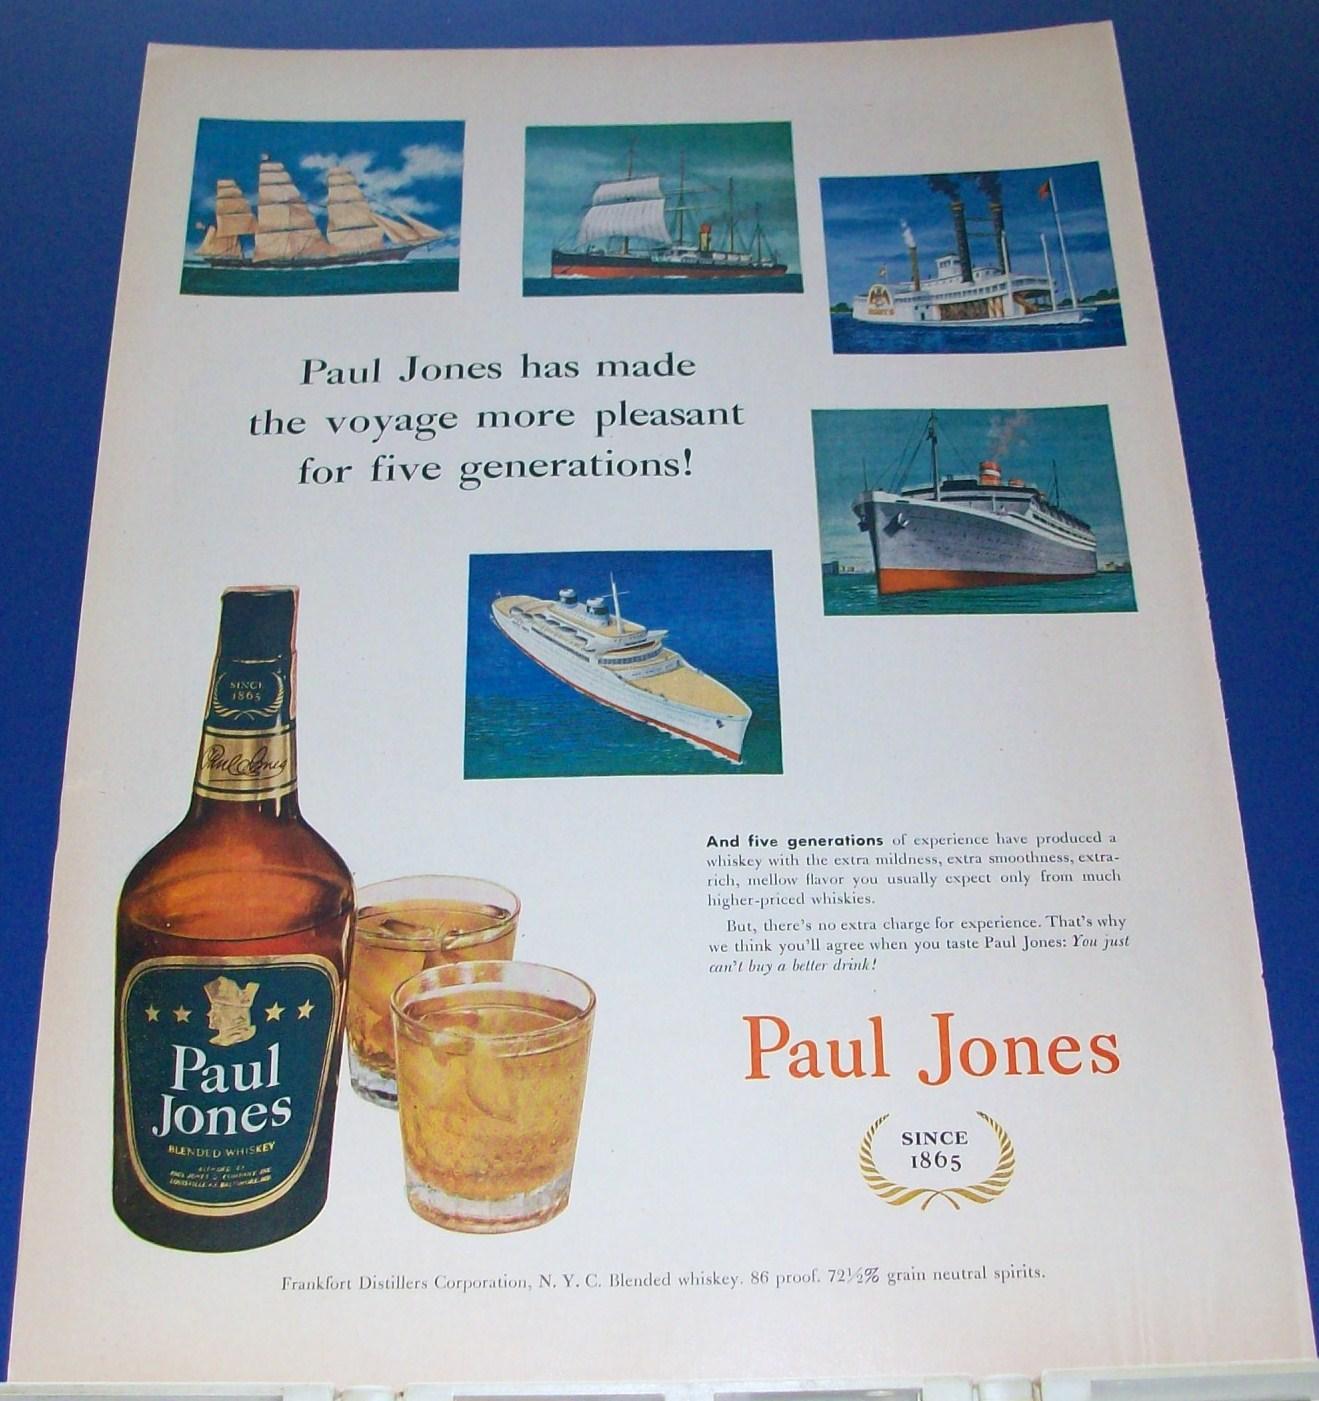 Paul Jones has made
the voyage more pleasant
for five generations!
SINCE
1865
Paul Jones
Paul
Jones
BLENDED WHISKEY
And five generations of experience have produced a
whiskey with the extra mildness, extra smoothness, extra-
rich, mellow flavor you usually expect only from much
higher-priced whiskies.
But, there's no extra charge for experience. That's why
we think you'll agree when you taste Paul Jones: You just
can't buy a better drink!
Paul Jones
SINCE
1865
Frankfort Distillers Corporation, N. Y. C. Blended whiskey. 86 proof. 72½% grain neutral spirits.